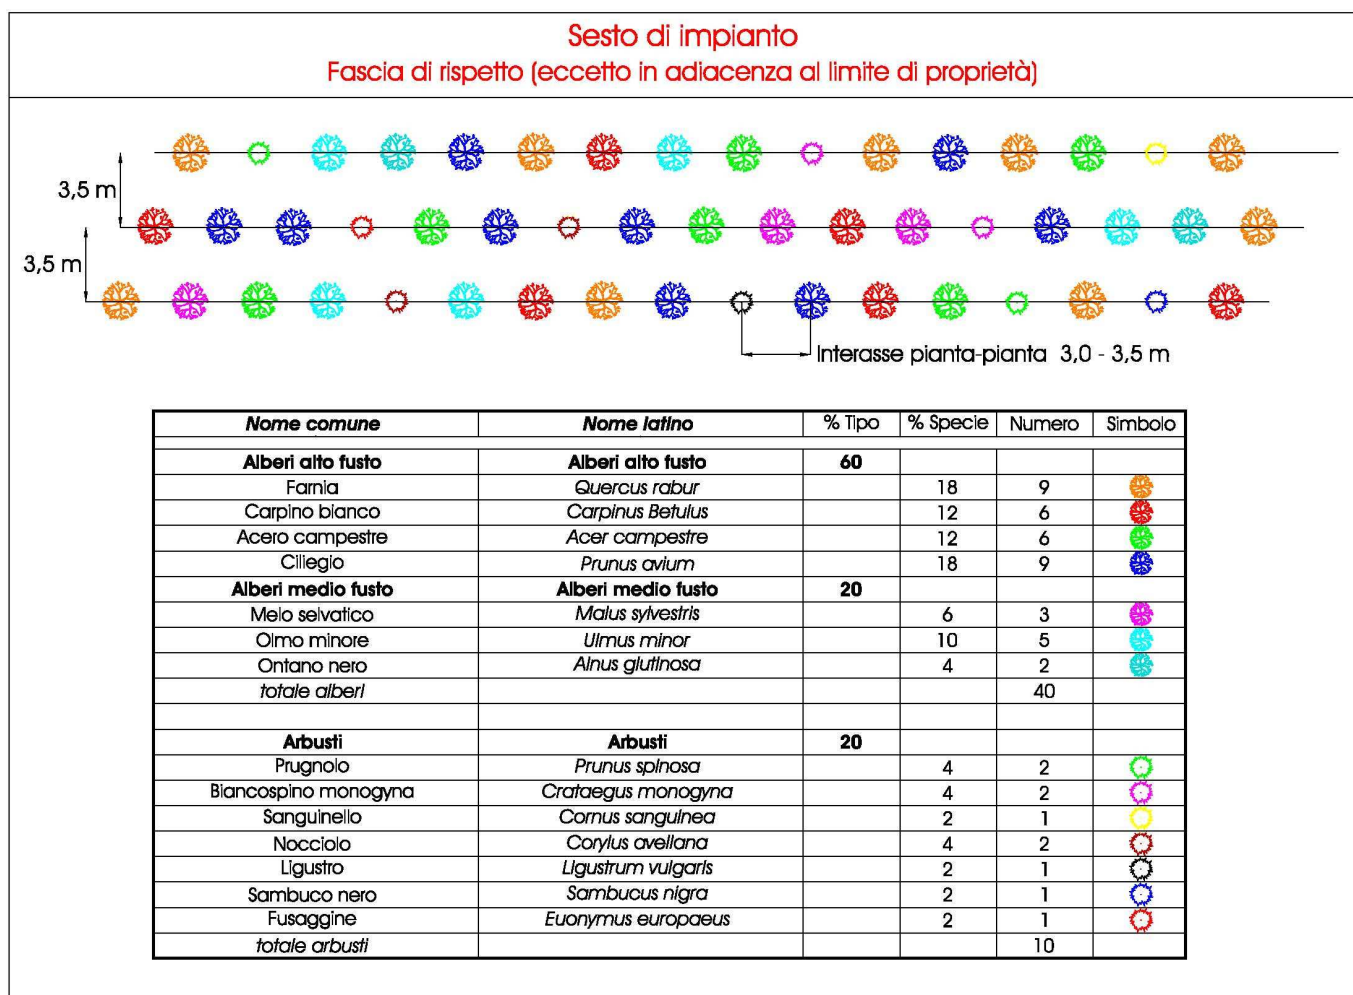 Sesto di impianto
Fascia di rispetto (eccetto in adiacenza al limite di proprietà)
3,5 m
3,5 m
Interasse pianta-pianta 3,0 - 3,5 m
Nome comune Nome latino % Tipo % Specie Numero Simbolo
Alberi alto fusto Alberi alto fusto 60
Farnia Quercus rabur 18 9
Carpino bianco Carpinus Betulus 12 6
Acero campestre Acer campestre 12 6
Ciliegio Prunus avium 18 9
Alberi medio fusto Alberi medio fusto 20
Melo selvatico Malus sylvestris 6 3
Olmo minore Ulmus minor 10 5
Ontano nero Alnus glutinosa 4 2
totale alberi 40
Arbusti Arbusti 20
Prugnolo Prunus spinosa 4 2
Biancospino monogyna Crataegus monogyna 4 2
Sanguinello Cornus sanguinea 2 1
Nocciolo Corylus avellana 4 2
Ligustro Ligustrum vulgaris 2 1
Sambuco nero Sambucus nigra 2 1
Fusaggine Euonymus europaeus 2 1
totale arbusti 10